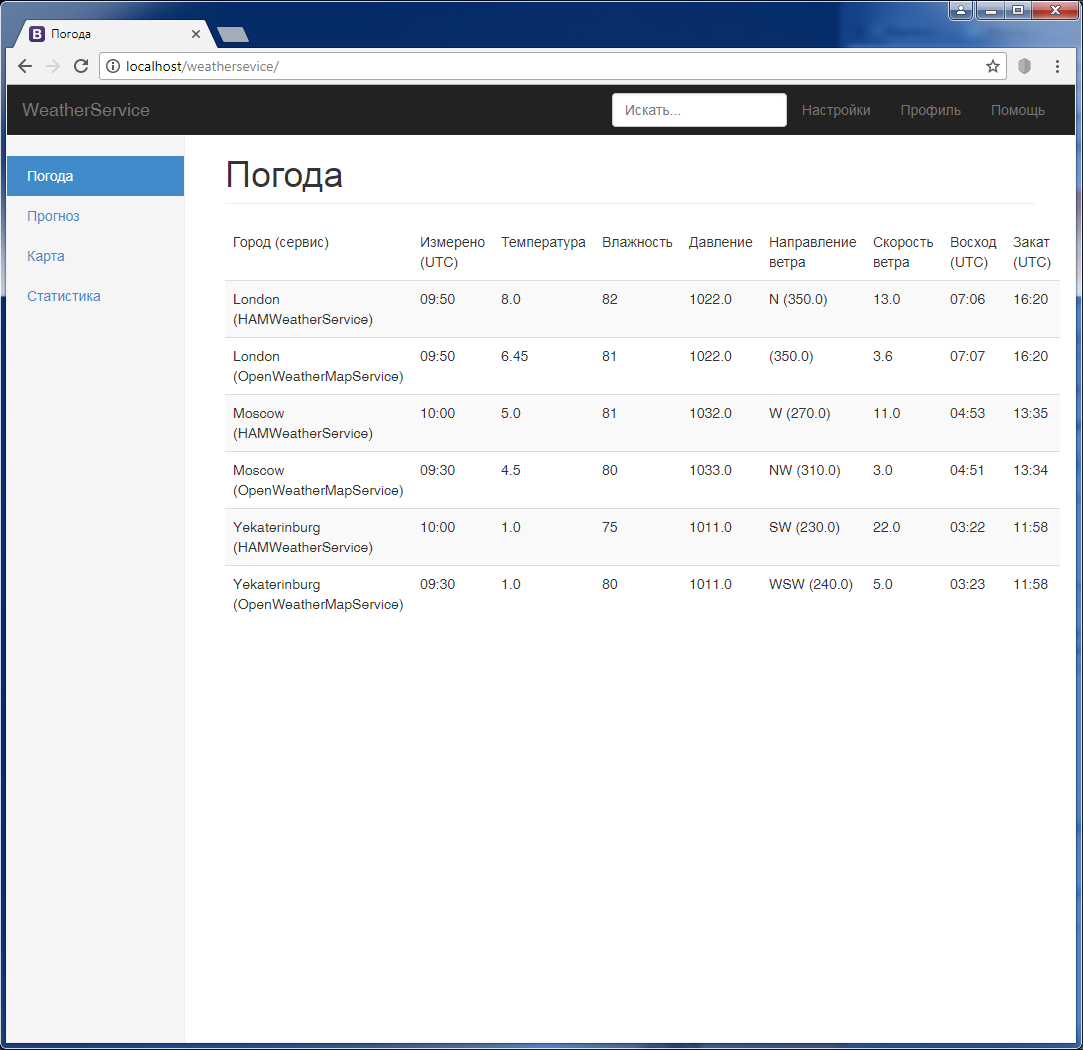 Погода
localhost/weathersevice/
WeatherService
Искать...
Настройки
Профиль
Помощь
Погода
Прогноз
Карта
Статистика
Погода
Город (сервис) Измерено (UTC) Температура Влажность Давление Направление ветра Скорость ветра Восход (UTC) Закат (UTC)
London (HAMWeatherService) 09:50 8.0 82 1022.0 N (350.0) 13.0 07:06 16:20
London (OpenWeatherMapService) 09:50 6.45 81 1022.0 (350.0) 3.6 07:07 16:20
Moscow (HAMWeatherService) 10:00 5.0 81 1032.0 W (270.0) 11.0 04:53 13:35
Moscow (OpenWeatherMapService) 09:30 4.5 80 1033.0 NW (310.0) 3.0 04:51 13:34
Yekaterinburg (HAMWeatherService) 10:00 1.0 75 1011.0 SW (230.0) 22.0 03:22 11:58
Yekaterinburg (OpenWeatherMapService) 09:30 1.0 80 1011.0 WSW (240.0) 5.0 03:23 11:58